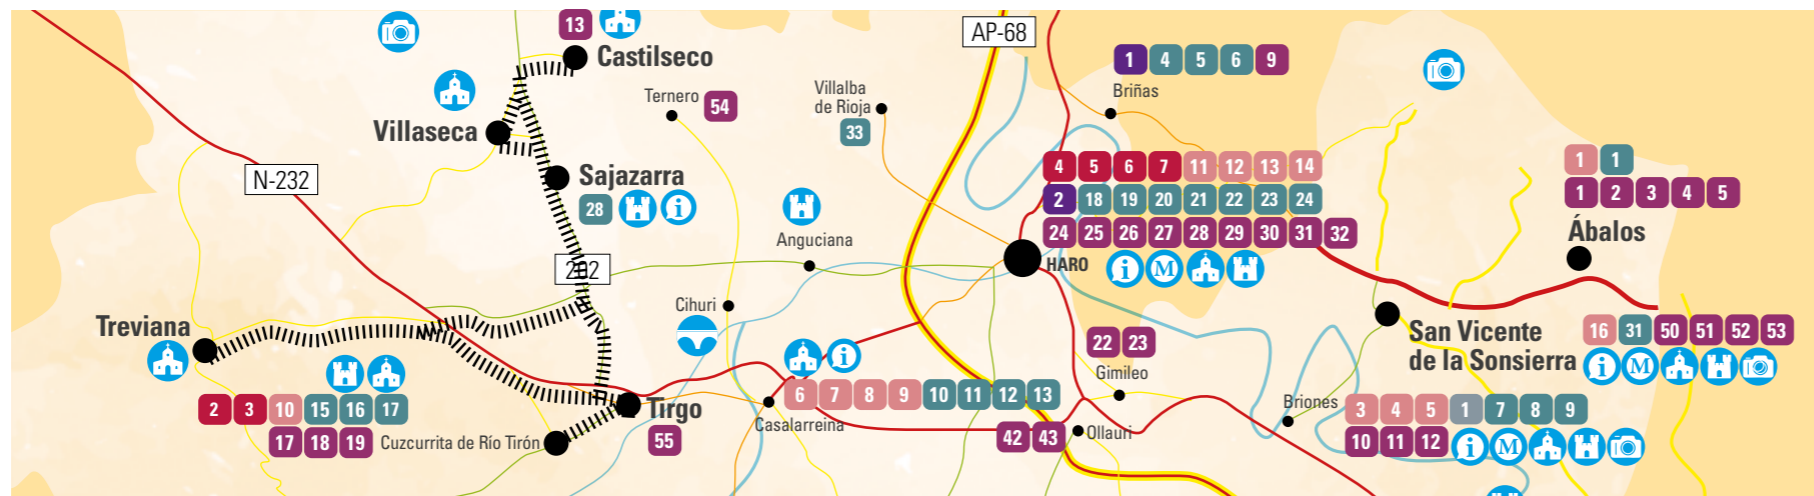 13
Castilseco
AP-68
1 4 5 6 9
Briñas
Villaseca
Ternero 54
Villalba
de Rioja
33
N-232
Sajazarra
28 i
4 5 6 7 11 12 13 14
2 18 19 20 21 22 23 24
24 25 26 27 28 29 30 31 32
HARO
i M
1 1
1 2 3 4 5
Ábalos
Anguciana
202
Cihuri
Treviana
San Vicente
de la Sonsierra
16 31 50 51 52 53
i M
22 23
Gimileo
i
6 7 8 9 10 11 12 13
Casalarreina
2 3 10 15 16 17
17 18 19 Cuzcurrita de Río Tirón
Tirgo
55
42 43 Ollauri
Briones
3 4 5 1 7 8 9
10 11 12 i M